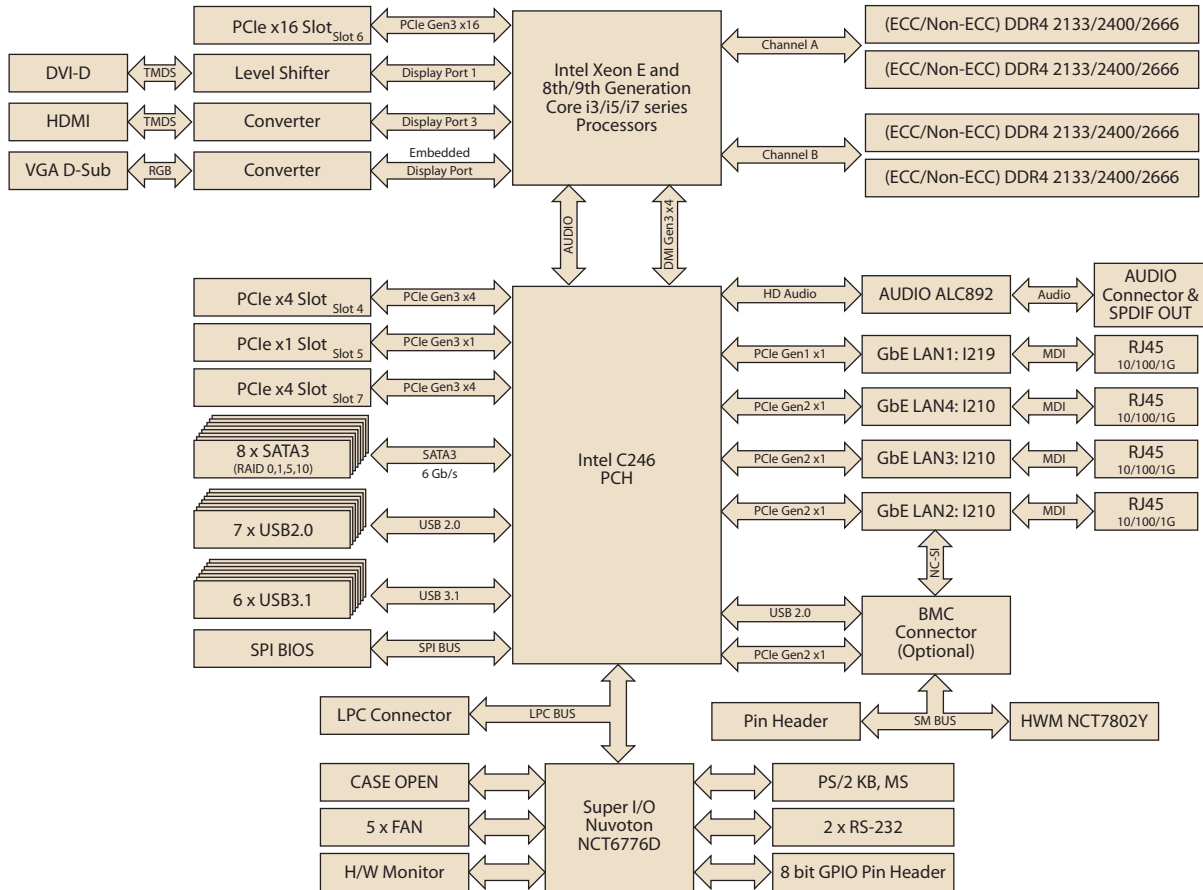 PCIe x16 Slot Slot 6
PCIe Gen3 x16
DVI-D
TMDS
Level Shifter
Display Port 1
HDMI
TMDS
Converter
Display Port 3
VGA D-Sub
RGB
Converter
Embedded
Display Port
Intel Xeon E and
8th/9th Generation
Core i3/i5/i7 series
Processors
Channel A
(ECC/Non-ECC) DDR4 2133/2400/2666
(ECC/Non-ECC) DDR4 2133/2400/2666
Channel B
(ECC/Non-ECC) DDR4 2133/2400/2666
(ECC/Non-ECC) DDR4 2133/2400/2666
AUDIO
DMI Gen3 x4
PCIe x4 Slot Slot 4
PCIe Gen3 x4
PCIe x1 Slot Slot 5
PCIe Gen3 x1
PCIe x4 Slot Slot 7
PCIe Gen3 x4
8 x SATA3
(RAID 0,1,5,10)
SATA3
6 Gb/s
7 x USB2.0
USB 2.0
6 x USB3.1
USB 3.1
SPI BIOS
SPI BUS
Intel C246
PCH
HD Audio
AUDIO ALC892
Audio
AUDIO
Connector &
SPDIF OUT
PCIe Gen1 x1
GbE LAN1: I219
MDI
RJ45
10/100/1G
PCIe Gen2 x1
GbE LAN4: I210
MDI
RJ45
10/100/1G
PCIe Gen2 x1
GbE LAN3: I210
MDI
RJ45
10/100/1G
PCIe Gen2 x1
GbE LAN2: I210
MDI
RJ45
10/100/1G
NC-SI
USB 2.0
PCIe Gen2 x1
BMC
Connector
(Optional)
LPC Connector
LPC BUS
Pin Header
SM BUS
HWM NCT7802Y
CASE OPEN
5 x FAN
H/W Monitor
Super I/O
Nuvoton
NCT6776D
PS/2 KB, MS
2 x RS-232
8 bit GPIO Pin Header